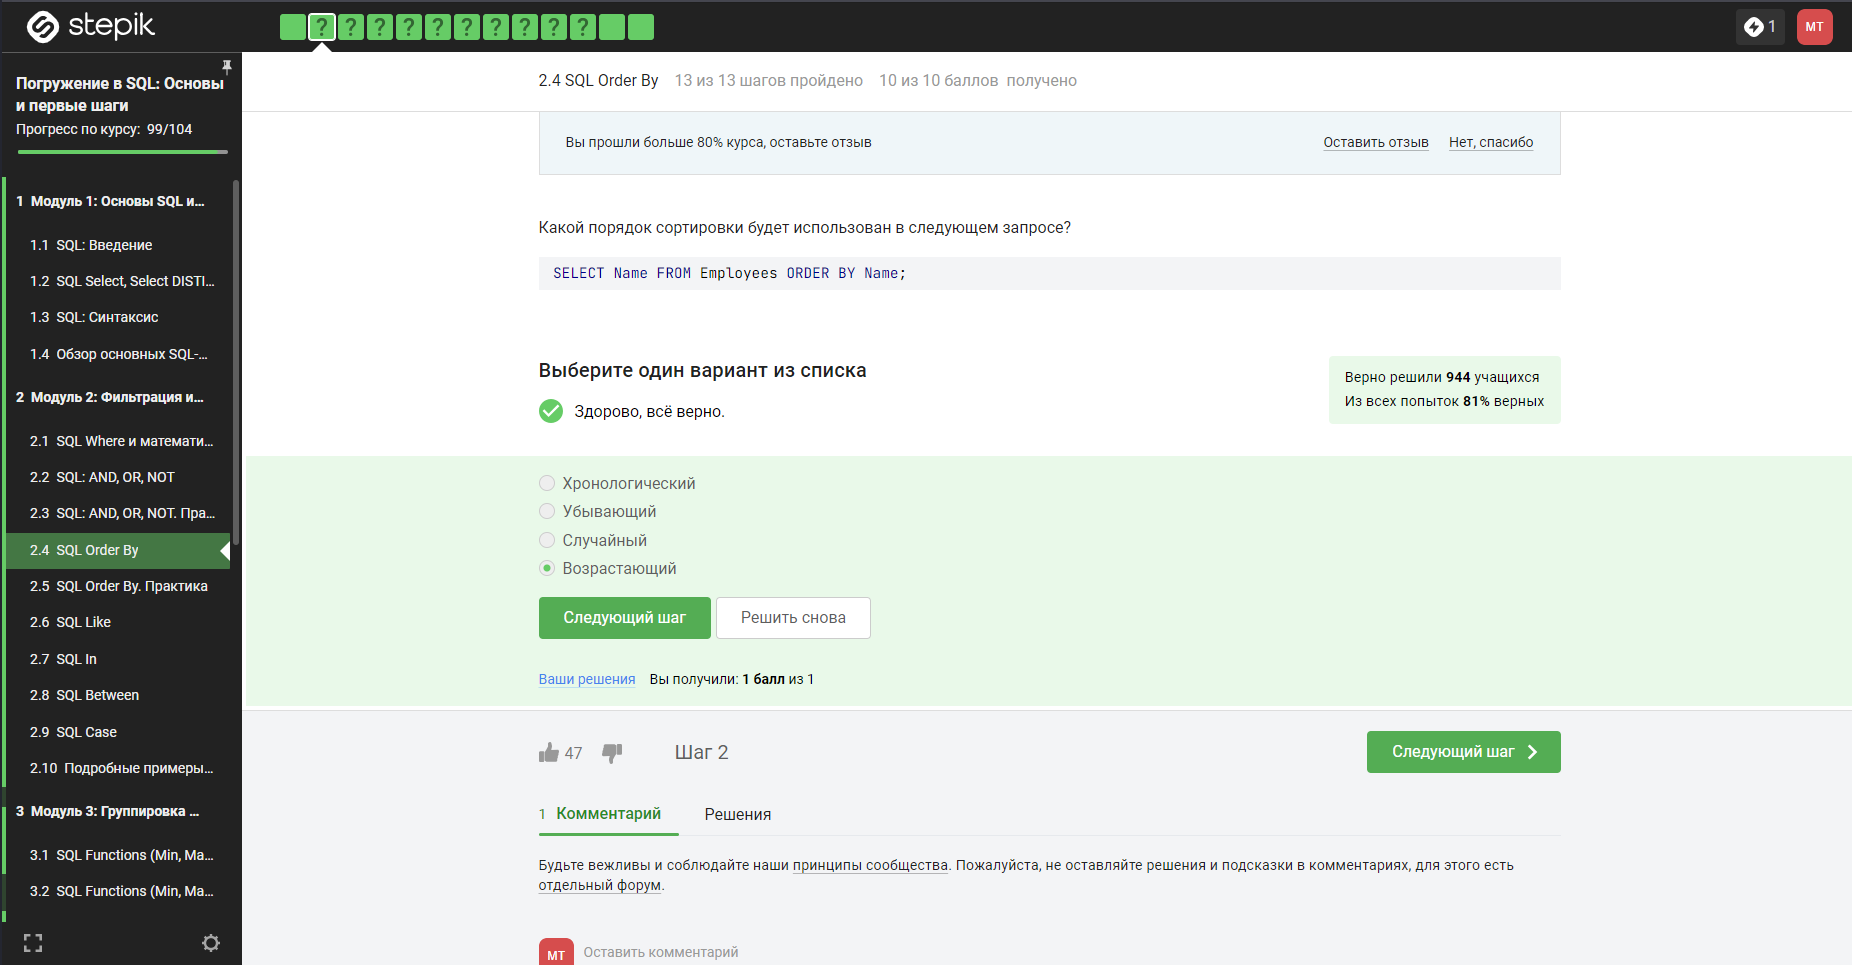 stepik
? ? ? ? ? ? ? ? ? ?
1
MT
Погружение в SQL: Основы
и первые шаги
Прогресс по курсу: 99/104
1 Модуль 1: Основы SQL и...
1.1 SQL: Введение
1.2 SQL Select, Select DISTI...
1.3 SQL: Синтаксис
1.4 Обзор основных SQL-...
2 Модуль 2: Фильтрация и...
2.1 SQL Where и математи...
2.2 SQL: AND, OR, NOT
2.3 SQL: AND, OR, NOT. Пра...
2.4 SQL Order By
2.5 SQL Order By. Практика
2.6 SQL Like
2.7 SQL In
2.8 SQL Between
2.9 SQL Case
2.10 Подробные примеры...
3 Модуль 3: Группировка ...
3.1 SQL Functions (Min, Ma...
3.2 SQL Functions (Min, Ma...
2.4 SQL Order By 13 из 13 шагов пройдено 10 из 10 баллов получено
Вы прошли больше 80% курса, оставьте отзыв Оставить отзыв Нет, спасибо
Какой порядок сортировки будет использован в следующем запросе?
SELECT Name FROM Employees ORDER BY Name;
Выберите один вариант из списка
Здорово, всё верно.
Верно решили 944 учащихся
Из всех попыток 81% верных
Хронологический
Убывающий
Случайный
Возрастающий
Следующий шаг Решить снова
Ваши решения Вы получили: 1 балл из 1
47 Шаг 2 Следующий шаг
1 Комментарий Решения
Будьте вежливы и соблюдайте наши принципы сообщества. Пожалуйста, не оставляйте решения и подсказки в комментариях, для этого есть
отдельный форум.
MT Оставить комментарий